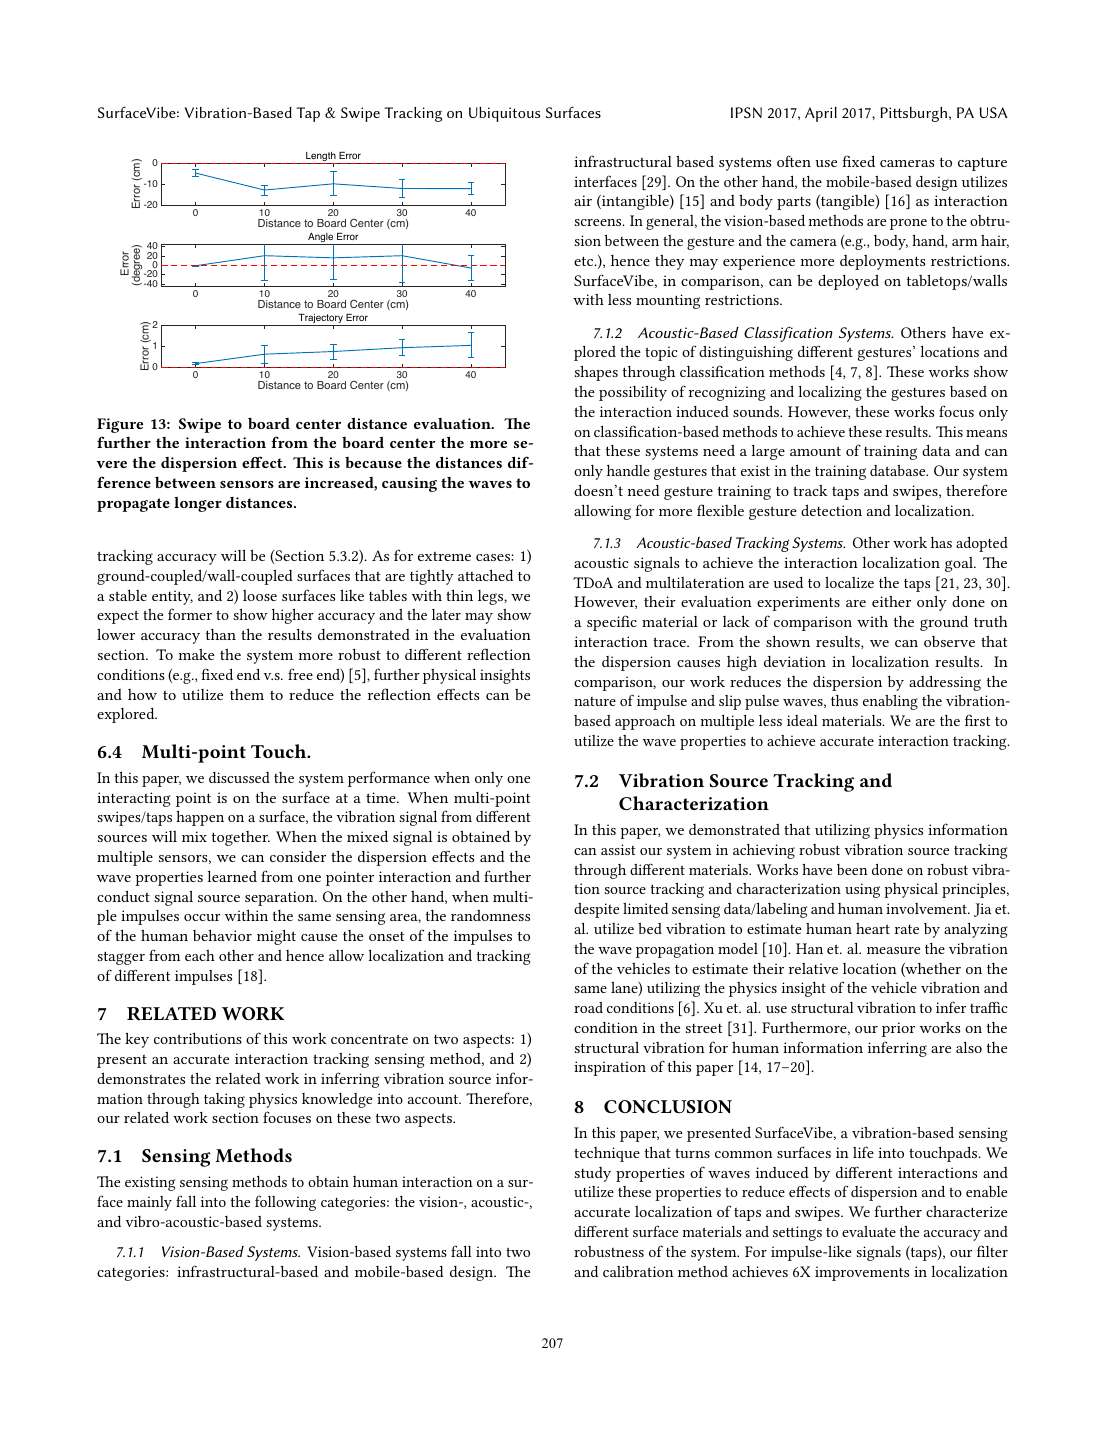 SurfaceVibe: Vibration-Based Tap & Swipe Tracking on Ubiquitous Surfaces
IPSN 2017, April 2017, Pittsburgh, PA USA
Length Error
Error (cm)
0
-10
-20
0 10 20 30 40
Distance to Board Center (cm)
Angle Error
Error
(degree)
40
20
0
-20
-40
0 10 20 30 40
Distance to Board Center (cm)
Trajectory Error
Error (cm)
2
1
0
0 10 20 30 40
Distance to Board Center (cm)
Figure 13: Swipe to board center distance evaluation. The
further the interaction from the board center the more se-
vere the dispersion effect. This is because the distances dif-
ference between sensors are increased, causing the waves to
propagate longer distances.
tracking accuracy will be (Section 5.3.2). As for extreme cases: 1)
ground-coupled/wall-coupled surfaces that are tightly attached to
a stable entity, and 2) loose surfaces like tables with thin legs, we
expect the former to show higher accuracy and the later may show
lower accuracy than the results demonstrated in the evaluation
section. To make the system more robust to different reflection
conditions (e.g., fixed end v.s. free end) [5], further physical insights
and how to utilize them to reduce the reflection effects can be
explored.
6.4 Multi-point Touch.
In this paper, we discussed the system performance when only one
interacting point is on the surface at a time. When multi-point
swipes/taps happen on a surface, the vibration signal from different
sources will mix together. When the mixed signal is obtained by
multiple sensors, we can consider the dispersion effects and the
wave properties learned from one pointer interaction and further
conduct signal source separation. On the other hand, when multi-
ple impulses occur within the same sensing area, the randomness
of the human behavior might cause the onset of the impulses to
stagger from each other and hence allow localization and tracking
of different impulses [18].
7 RELATED WORK
The key contributions of this work concentrate on two aspects: 1)
present an accurate interaction tracking sensing method, and 2)
demonstrates the related work in inferring vibration source infor-
mation through taking physics knowledge into account. Therefore,
our related work section focuses on these two aspects.
7.1 Sensing Methods
The existing sensing methods to obtain human interaction on a sur-
face mainly fall into the following categories: the vision-, acoustic-,
and vibro-acoustic-based systems.
7.1.1 Vision-Based Systems. Vision-based systems fall into two
categories: infrastructural-based and mobile-based design. The
infrastructural based systems often use fixed cameras to capture
interfaces [29]. On the other hand, the mobile-based design utilizes
air (intangible) [15] and body parts (tangible) [16] as interaction
screens. In general, the vision-based methods are prone to the obtru-
sion between the gesture and the camera (e.g., body, hand, arm hair,
etc.), hence they may experience more deployments restrictions.
SurfaceVibe, in comparison, can be deployed on tabletops/walls
with less mounting restrictions.
7.1.2 Acoustic-Based Classification Systems. Others have ex-
plored the topic of distinguishing different gestures' locations and
shapes through classification methods [4, 7, 8]. These works show
the possibility of recognizing and localizing the gestures based on
the interaction induced sounds. However, these works focus only
on classification-based methods to achieve these results. This means
that these systems need a large amount of training data and can
only handle gestures that exist in the training database. Our system
doesn't need gesture training to track taps and swipes, therefore
allowing for more flexible gesture detection and localization.
7.1.3 Acoustic-based Tracking Systems. Other work has adopted
acoustic signals to achieve the interaction localization goal. The
TDoA and multilateration are used to localize the taps [21, 23, 30].
However, their evaluation experiments are either only done on
a specific material or lack of comparison with the ground truth
interaction trace. From the shown results, we can observe that
the dispersion causes high deviation in localization results. In
comparison, our work reduces the dispersion by addressing the
nature of impulse and slip pulse waves, thus enabling the vibration-
based approach on multiple less ideal materials. We are the first to
utilize the wave properties to achieve accurate interaction tracking.
7.2 Vibration Source Tracking and
Characterization
In this paper, we demonstrated that utilizing physics information
can assist our system in achieving robust vibration source tracking
through different materials. Works have been done on robust vibra-
tion source tracking and characterization using physical principles,
despite limited sensing data/labeling and human involvement. Jia et.
al. utilize bed vibration to estimate human heart rate by analyzing
the wave propagation model [10]. Han et. al. measure the vibration
of the vehicles to estimate their relative location (whether on the
same lane) utilizing the physics insight of the vehicle vibration and
road conditions [6]. Xu et. al. use structural vibration to infer traffic
condition in the street [31]. Furthermore, our prior works on the
structural vibration for human information inferring are also the
inspiration of this paper [14, 17–20].
8 CONCLUSION
In this paper, we presented SurfaceVibe, a vibration-based sensing
technique that turns common surfaces in life into touchpads. We
study properties of waves induced by different interactions and
utilize these properties to reduce effects of dispersion and to enable
accurate localization of taps and swipes. We further characterize
different surface materials and settings to evaluate the accuracy and
robustness of the system. For impulse-like signals (taps), our filter
and calibration method achieves 6X improvements in localization
207